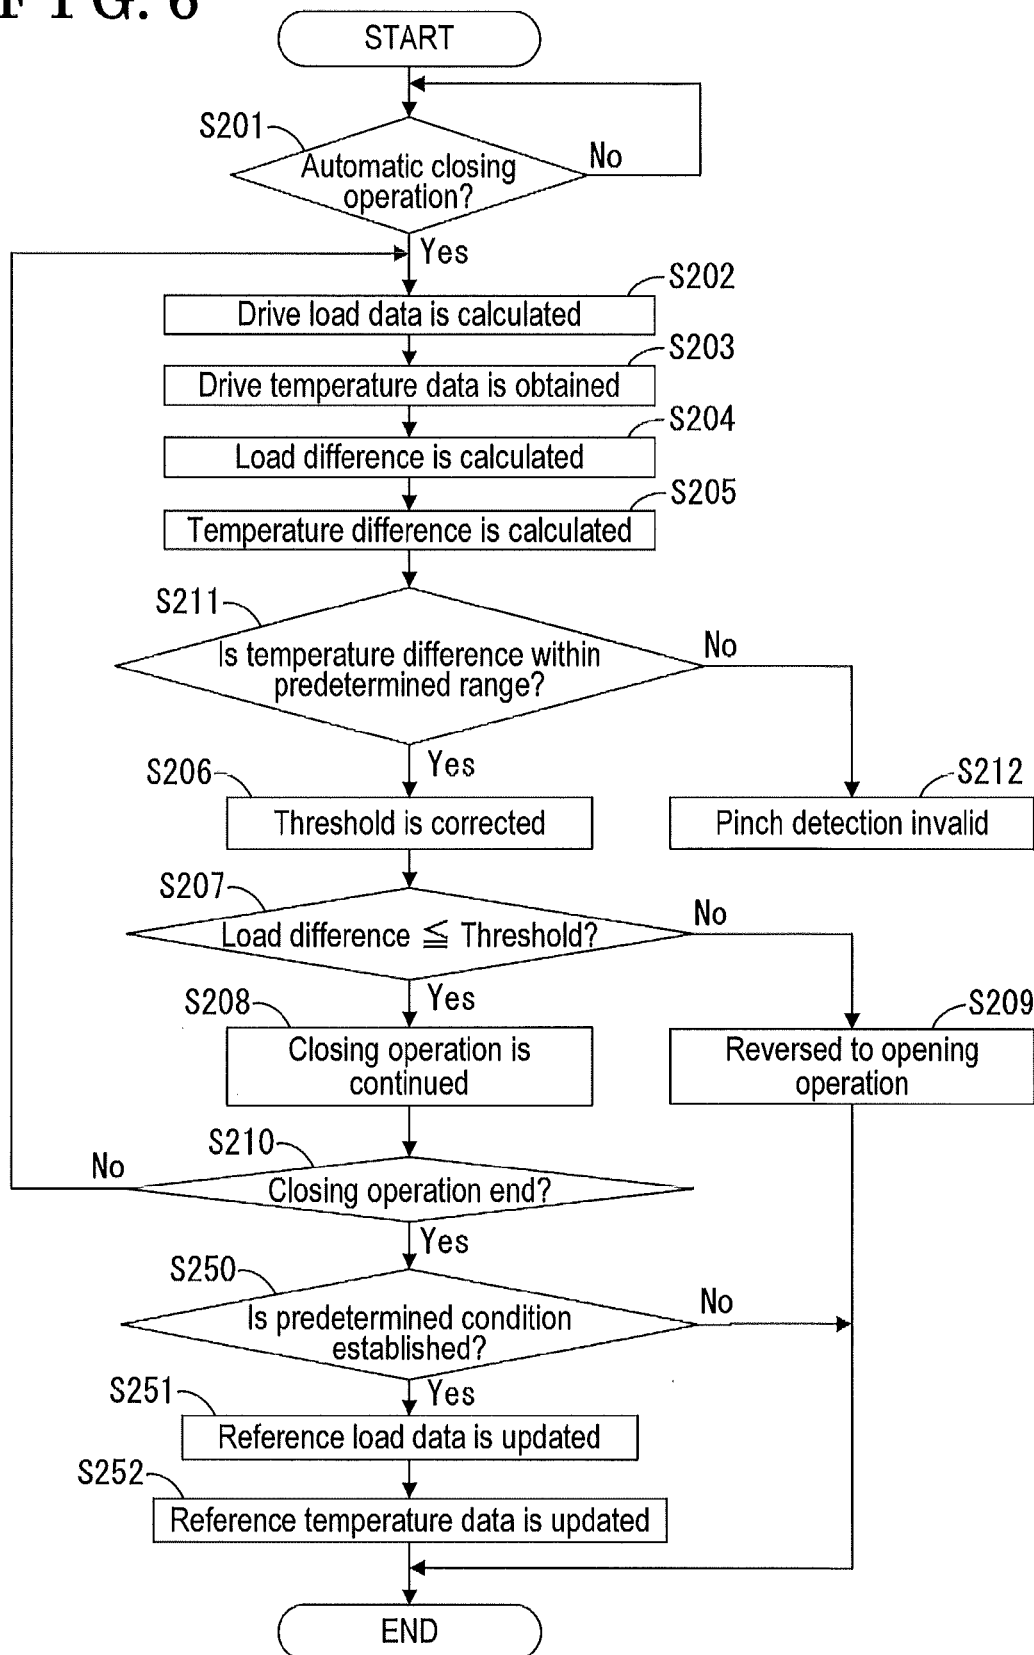 FIG. 6
START
S201
Automatic closing
operation?
No
Yes
S202
Drive load data is calculated
S203
Drive temperature data is obtained
S204
Load difference is calculated
S205
Temperature difference is calculated
S211
Is temperature difference within
predetermined range?
No
Yes
S206
Threshold is corrected
S212
Pinch detection invalid
S207
Load difference ≦ Threshold?
No
Yes
S208
Closing operation is
continued
S209
Reversed to opening
operation
S210
Closing operation end?
No
Yes
S250
Is predetermined condition
established?
No
Yes
S251
Reference load data is updated
S252
Reference temperature data is updated
END